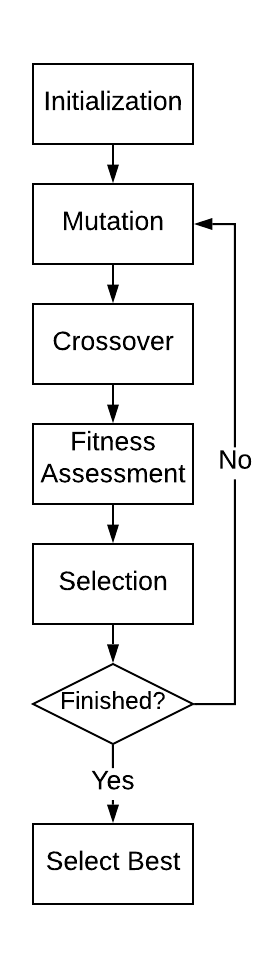 Initialization
Mutation
Crossover
Fitness
Assessment
No
Selection
Finished?
Yes
Select Best